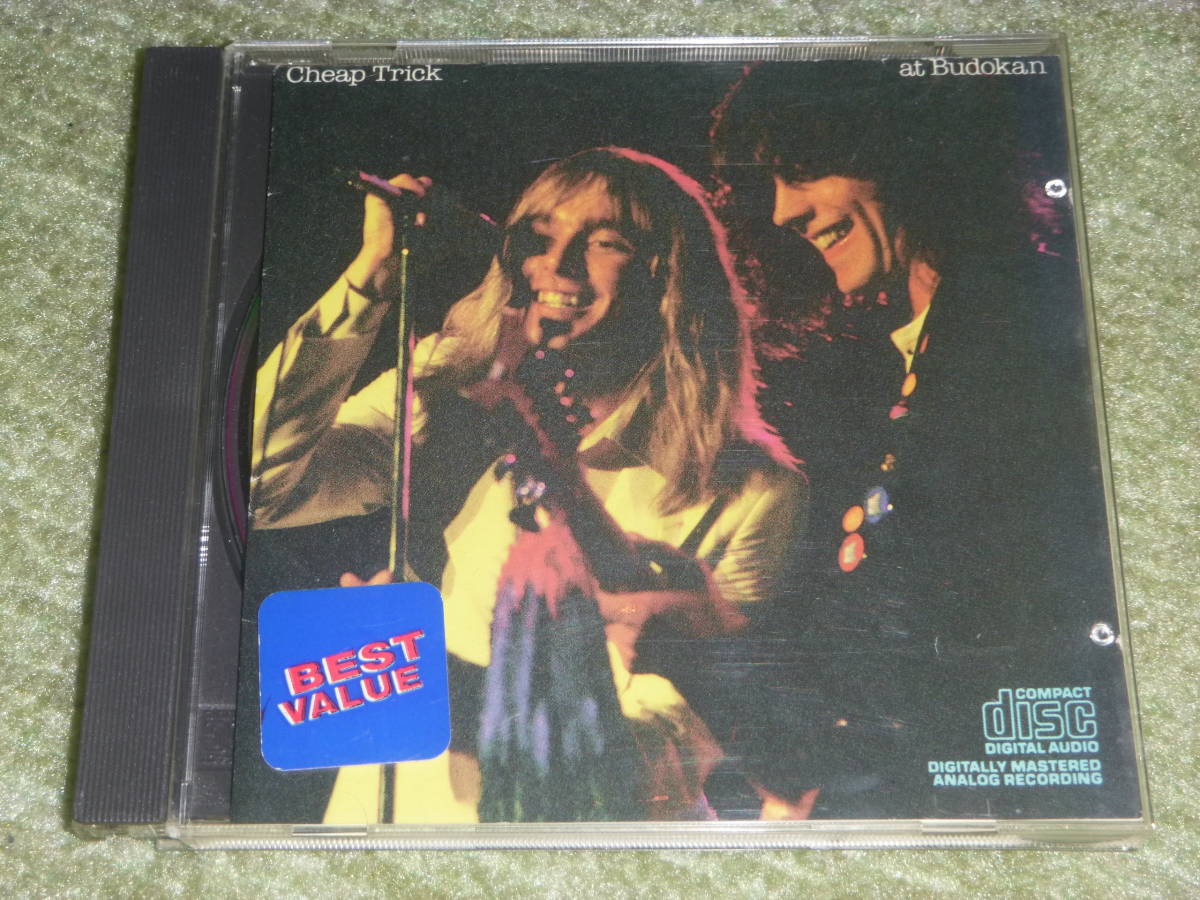 Cheap Trick
at Budokan
BEST
VALUE
COMPACT
disc
DIGITAL AUDIO
DIGITALLY MASTERED
ANALOG RECORDING